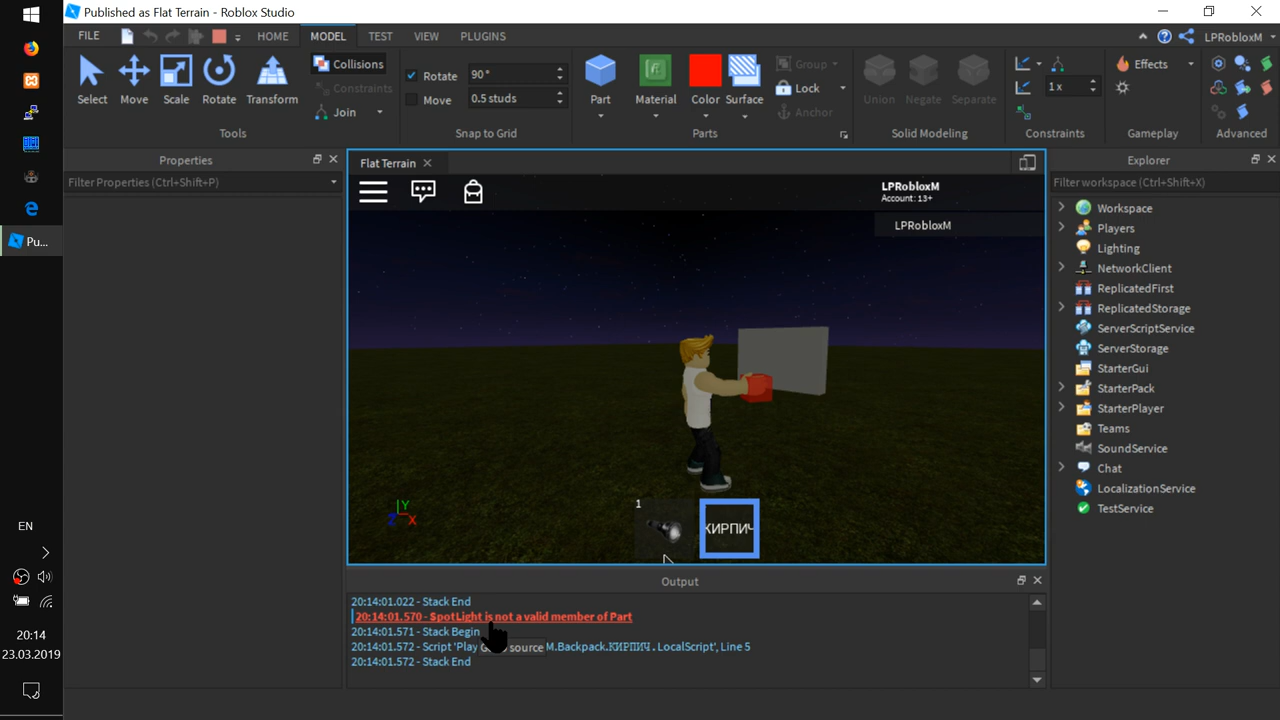 Published as Flat Terrain - Roblox Studio
FILE
HOME
MODEL
TEST
VIEW
PLUGINS
LPRobloxM
Select
Move
Scale
Rotate
Transform
Collisions
Constraints
Join
Tools
Rotate
90°
Move
0.5 studs
Snap to Grid
Part
Material
Color
Surface
Group
Lock
Anchor
Parts
Union
Negate
Separate
Solid Modeling
1 x
Constraints
Effects
Gameplay
Advanced
Properties
Filter Properties (Ctrl+Shift+P)
Flat Terrain
LPRobloxM
Account: 13+
LPRobloxM
Y
Z
X
1
КИРПИЧ
Explorer
Filter workspace (Ctrl+Shift+X)
Workspace
Players
Lighting
NetworkClient
ReplicatedFirst
ReplicatedStorage
ServerScriptService
ServerStorage
StarterGui
StarterPack
StarterPlayer
Teams
SoundService
Chat
LocalizationService
TestService
Output
20:14:01.022 - Stack End
20:14:01.570 - SpotLight is not a valid member of Part
20:14:01.571 - Stack Begin
20:14:01.572 - Script 'Play source M.Backpack.КИРПИЧ.LocalScript', Line 5
20:14:01.572 - Stack End
Pu...
EN
20:14
23.03.2019